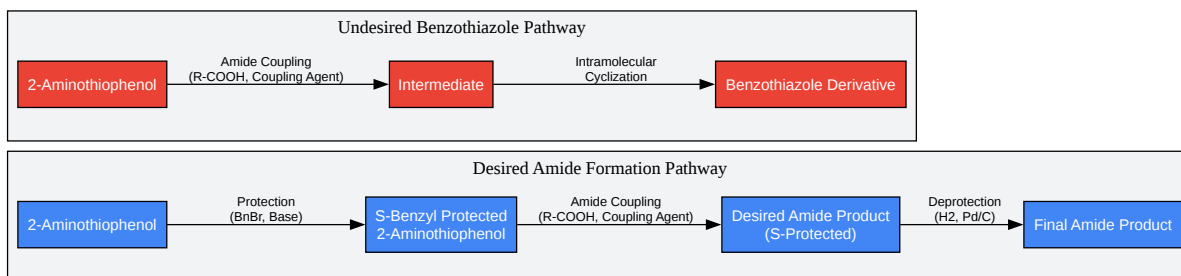 Undesired Benzothiazole Pathway
2-Aminothiophenol
Amide Coupling
(R-COOH, Coupling Agent)
Intermediate
Intramolecular
Cyclization
Benzothiazole Derivative
Desired Amide Formation Pathway
2-Aminothiophenol
Protection
(BnBr, Base)
S-Benzyl Protected
2-Aminothiophenol
Amide Coupling
(R-COOH, Coupling Agent)
Desired Amide Product
(S-Protected)
Deprotection
(H2, Pd/C)
Final Amide Product